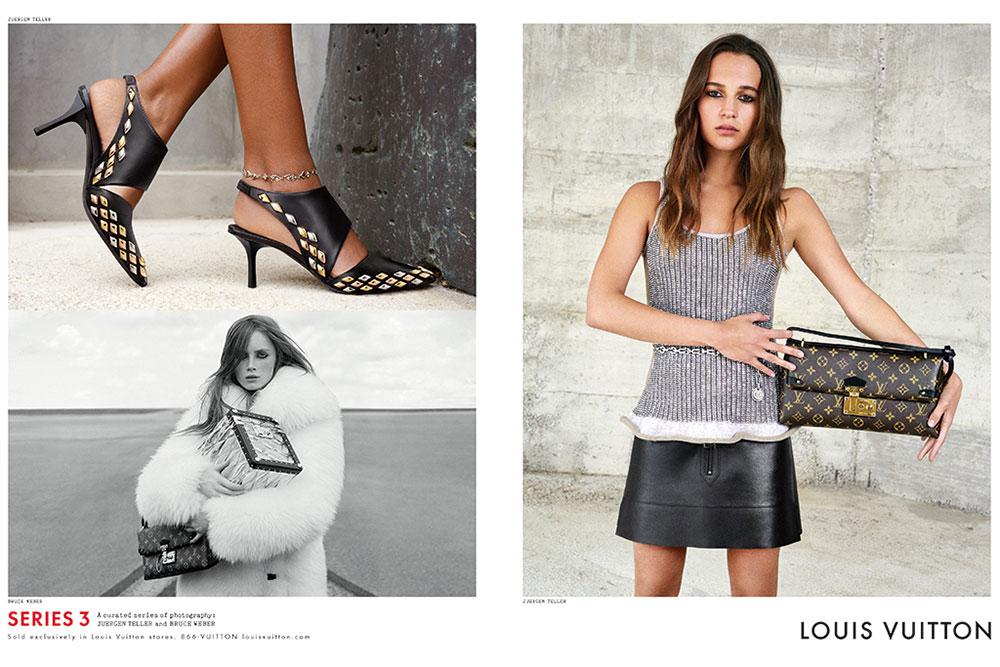 JUERGEN TELLER
BRUCE WEBER
JUERGEN TELLER
SERIES 3
A curated series of photography:
JUERGEN TELLER and BRUCE WEBER
Sold exclusively in Louis Vuitton stores. 866-VUITTON louisvuitton.com
LOUIS VUITTON